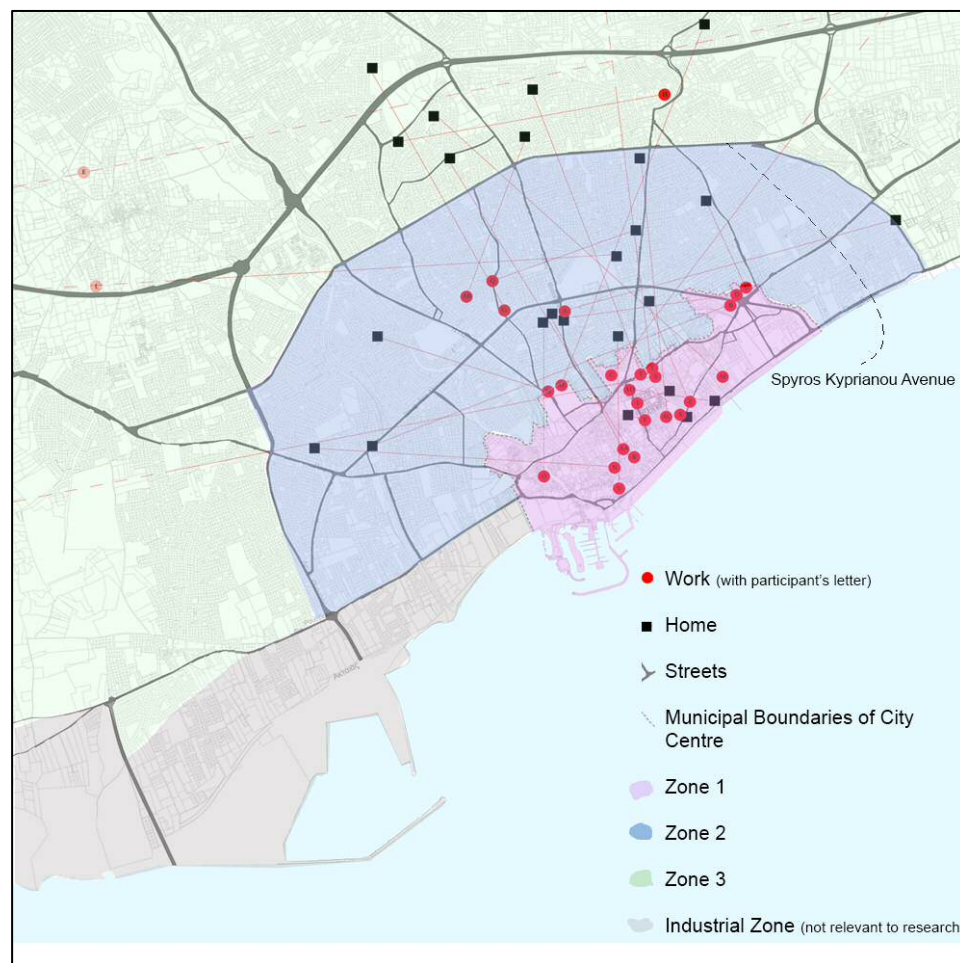 Spyros Kyprianou Avenue
Work (with participant's letter)
Home
Streets
Municipal Boundaries of City
Centre
Zone 1
Zone 2
Zone 3
Industrial Zone (not relevant to research